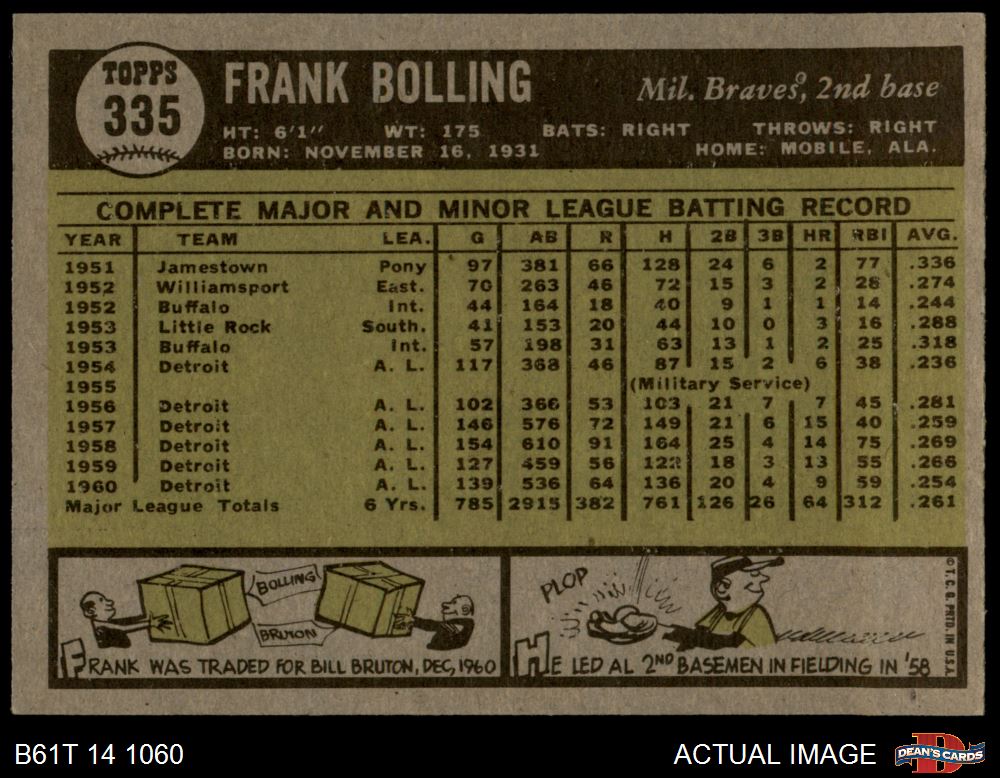 TOPPS
335
FRANK BOLLING
Mil. Braves, 2nd base
HT: 6'1" WT: 175 BATS: RIGHT THROWS: RIGHT
BORN: NOVEMBER 16, 1931 HOME: MOBILE, ALA.
COMPLETE MAJOR AND MINOR LEAGUE BATTING RECORD
YEAR TEAM LEA. G AB R H 2B 3B HR RBI AVG.
1951 Jamestown Pony 97 381 66 128 24 6 2 77 .336
1952 Williamsport East. 70 263 46 72 15 3 2 28 .274
1952 Buffalo Int. 44 164 18 40 9 1 1 14 .244
1953 Little Rock South. 41 153 20 44 10 0 3 16 .288
1953 Buffalo Int. 57 198 31 63 13 1 2 25 .318
1954 Detroit A. L. 117 368 46 87 15 2 6 38 .236
1955 (Military Service)
1956 Detroit A. L. 102 366 53 103 21 7 7 45 .281
1957 Detroit A. L. 146 576 72 149 21 6 15 40 .259
1958 Detroit A. L. 154 610 91 164 25 4 14 75 .269
1959 Detroit A. L. 127 459 56 122 18 3 13 55 .266
1960 Detroit A. L. 139 536 64 136 20 4 9 59 .254
Major League Totals 6 Yrs. 785 2915 382 761 126 26 64 312 .261
BOLLING
BRUTON
FRANK WAS TRADED FOR BILL BRUTON, DEC, 1960
PLOP
HE LED AL 2ND BASEMEN IN FIELDING IN '58
© T. C. G. PRTD. IN U.S.A.
B61T 14 1060
ACTUAL IMAGE
D
DEAN'S CARDS